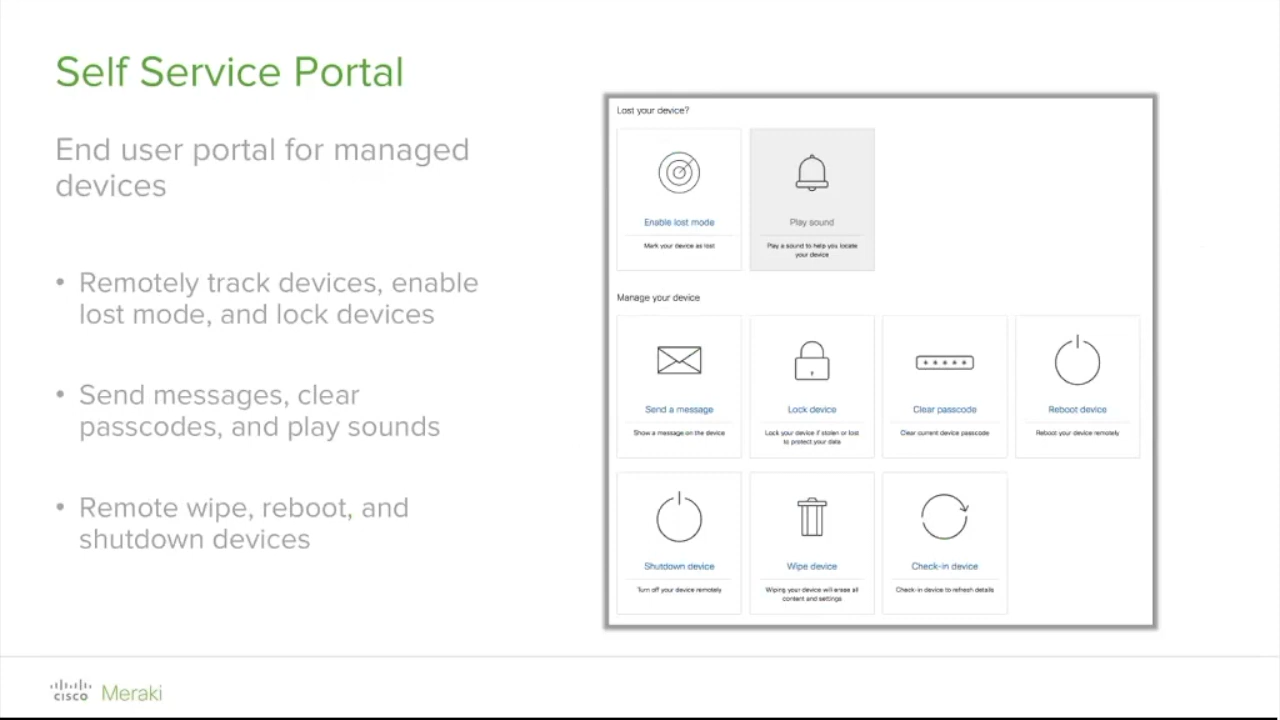 Self Service Portal
End user portal for managed
devices
• Remotely track devices, enable
lost mode, and lock devices
• Send messages, clear
passcodes, and play sounds
• Remote wipe, reboot, and
shutdown devices
Lost your device?
Enable lost mode
Mark your device as lost
Play sound
Play a sound to help you locate
your device
Manage your device
Send a message
Show a message on the device
Lock device
Lock your device if stolen or lost
to protect your data
Clear passcode
Clear current device passcode
Reboot device
Reboot your device remotely
Shutdown device
Turn off your device remotely
Wipe device
Wiping your device will erase all
content and settings
Check-in device
Check-in device to refresh details
CISCO Meraki